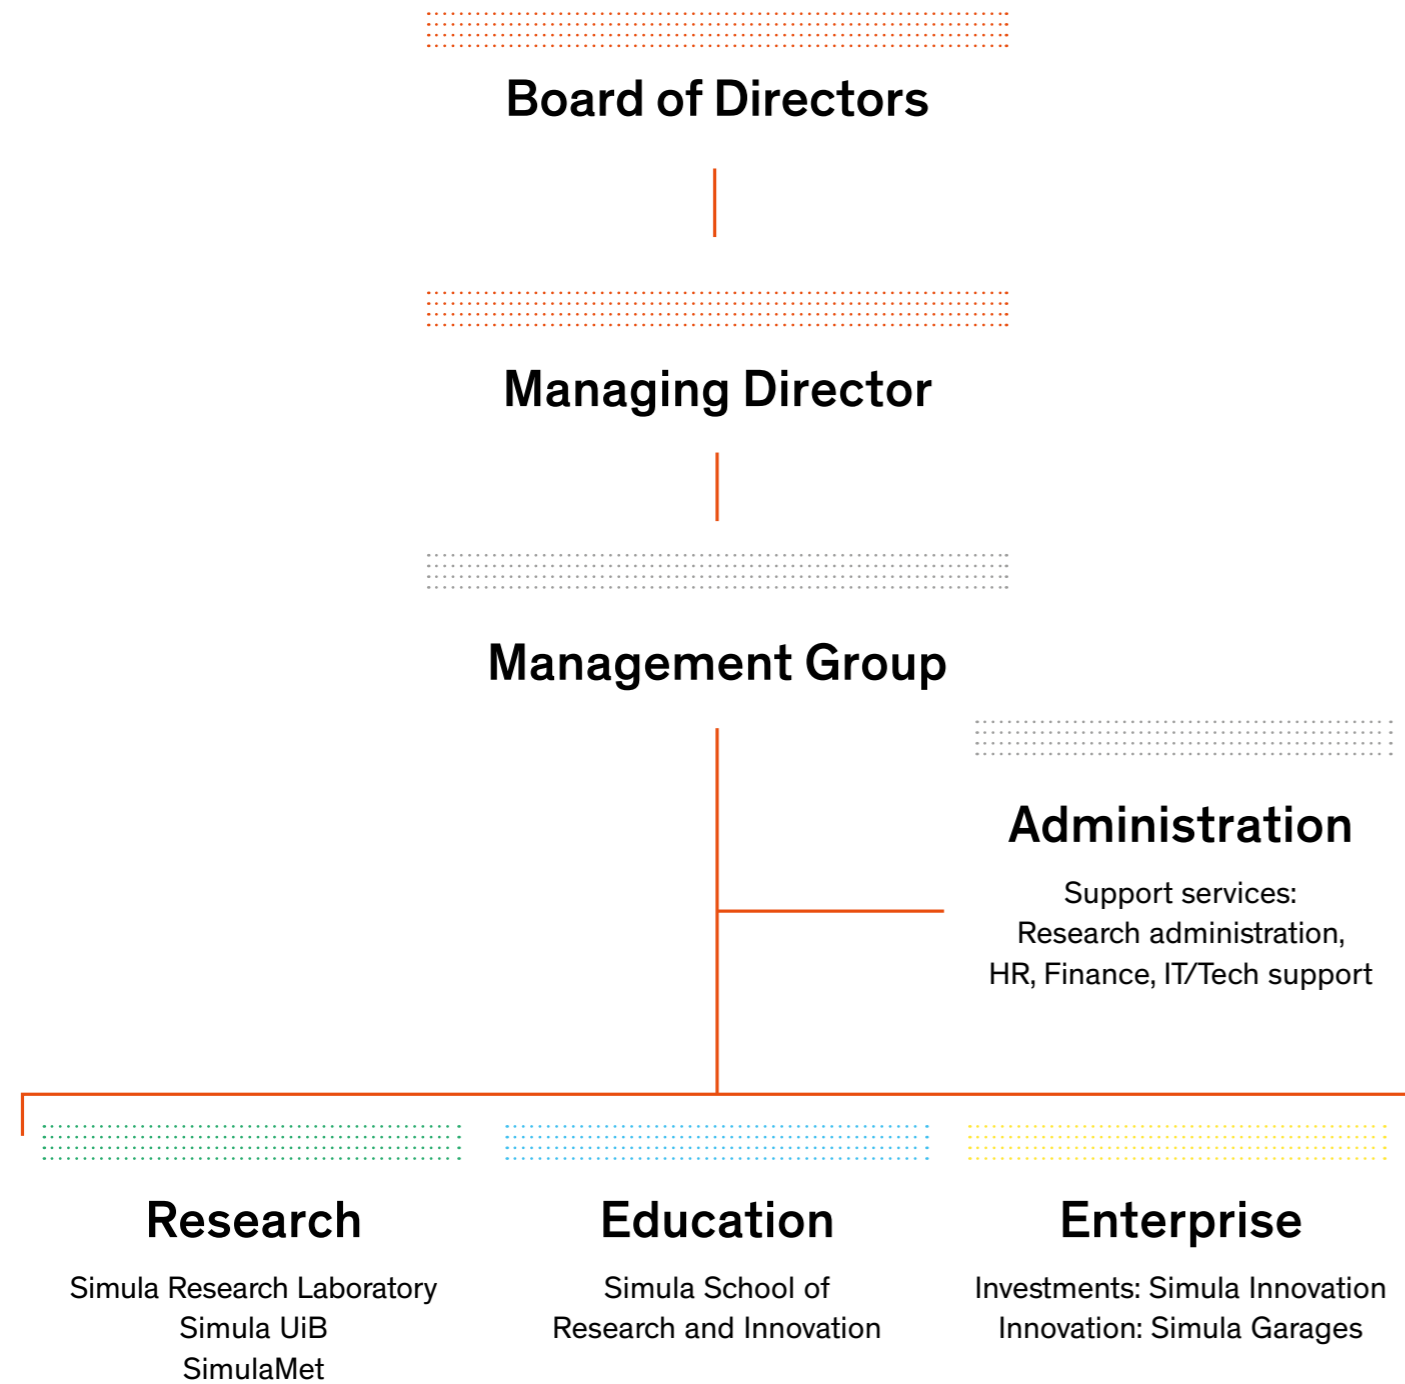 Board of Directors
Managing Director
Management Group
Administration
Support services:
Research administration,
HR, Finance, IT/Tech support
Research
Simula Research Laboratory
Simula UiB
SimulaMet
Education
Simula School of
Research and Innovation
Enterprise
Investments: Simula Innovation
Innovation: Simula Garages